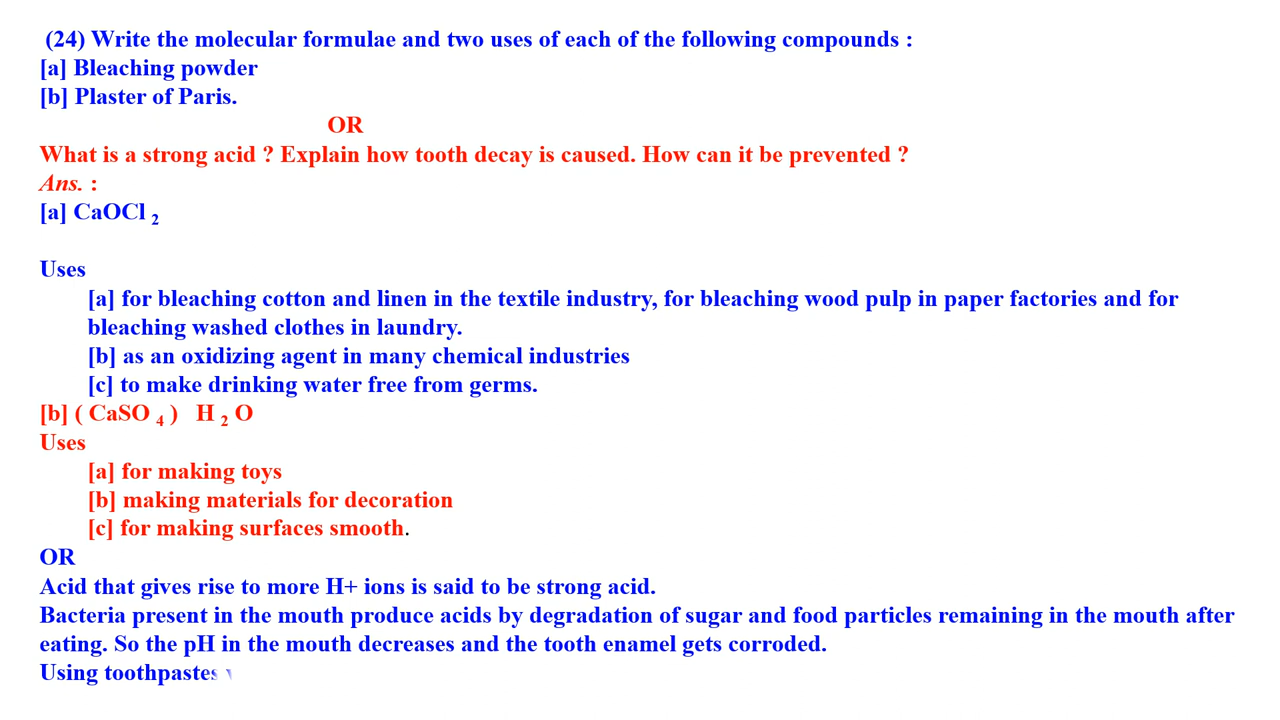 (24) Write the molecular formulae and two uses of each of the following compounds :
[a] Bleaching powder
[b] Plaster of Paris.
OR
What is a strong acid ? Explain how tooth decay is caused. How can it be prevented ?
Ans. :
[a] CaOCl 2
Uses
[a] for bleaching cotton and linen in the textile industry, for bleaching wood pulp in paper factories and for
bleaching washed clothes in laundry.
[b] as an oxidizing agent in many chemical industries
[c] to make drinking water free from germs.
[b] ( CaSO 4 ) H 2 O
Uses
[a] for making toys
[b] making materials for decoration
[c] for making surfaces smooth.
OR
Acid that gives rise to more H+ ions is said to be strong acid.
Bacteria present in the mouth produce acids by degradation of sugar and food particles remaining in the mouth after
eating. So the pH in the mouth decreases and the tooth enamel gets corroded.
Using toothpastes